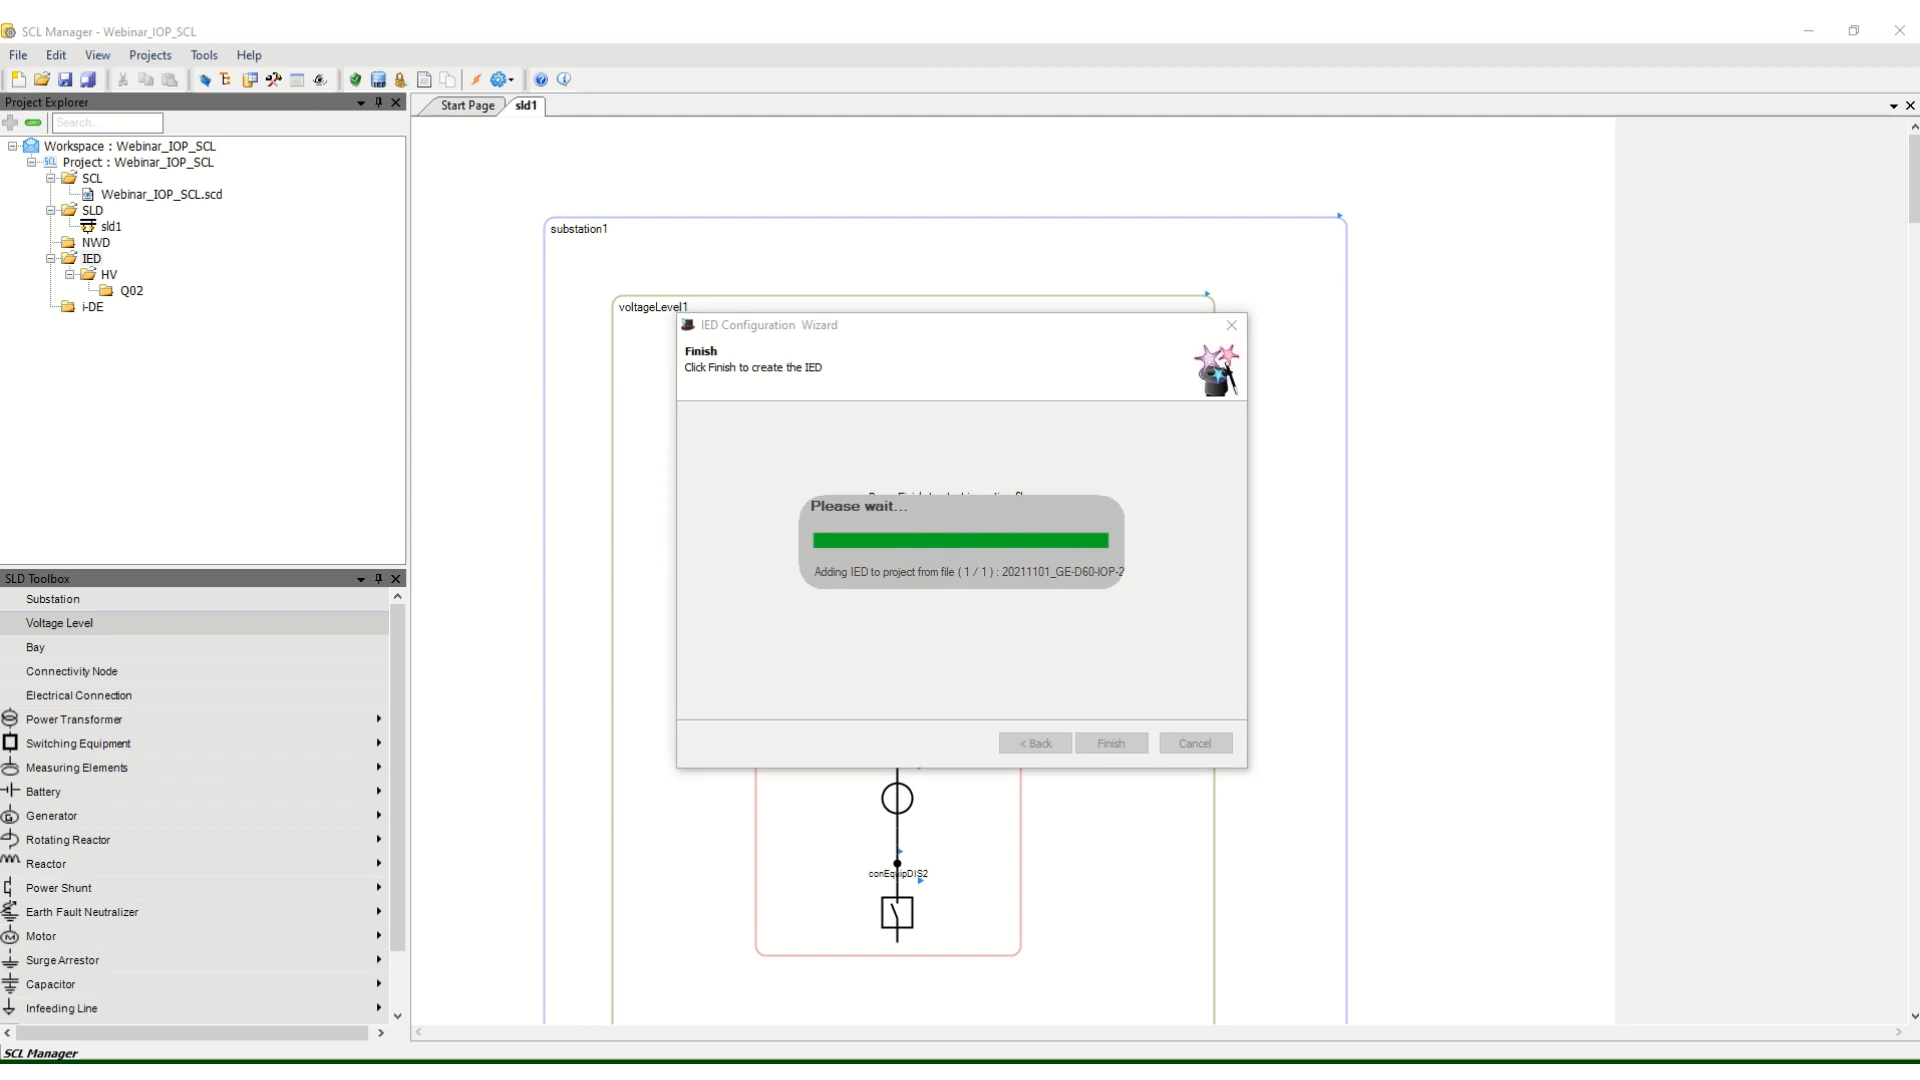 SCL Manager - Webinar_IOP_SCL
File Edit View Projects Tools Help
Project Explorer
Start Page sld1
Search...
Workspace : Webinar_IOP_SCL
Project : Webinar_IOP_SCL
SCL
Webinar_IOP_SCL.scd
SLD
sld1
NWD
IED
HV
Q02
i-DE
substation1
voltageLevel1
IED Configuration Wizard
Finish
Click Finish to create the IED
Please wait...
Adding IED to project from file ( 1 / 1 ) : 20211101_GE-D60-IOP-2
< Back Finish Cancel
conEquipDIS2
SLD Toolbox
Substation
Voltage Level
Bay
Connectivity Node
Electrical Connection
Power Transformer
Switching Equipment
Measuring Elements
Battery
Generator
Rotating Reactor
Reactor
Power Shunt
Earth Fault Neutralizer
Motor
Surge Arrestor
Capacitor
Infeeding Line
SCL Manager